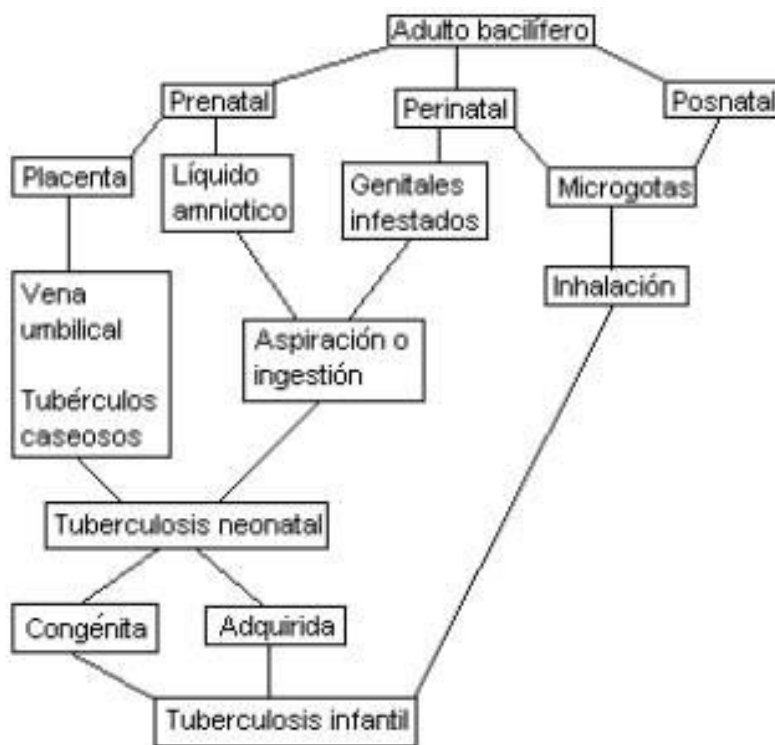 Adulto bacilífero
Prenatal
Perinatal
Posnatal
Placenta
Líquido
amniotico
Genitales
infestados
Microgotas
Vena
umbilical
Tubérculos
caseosos
Aspiración o
ingestión
Inhalación
Tuberculosis neonatal
Congénita
Adquirida
Tuberculosis infantil